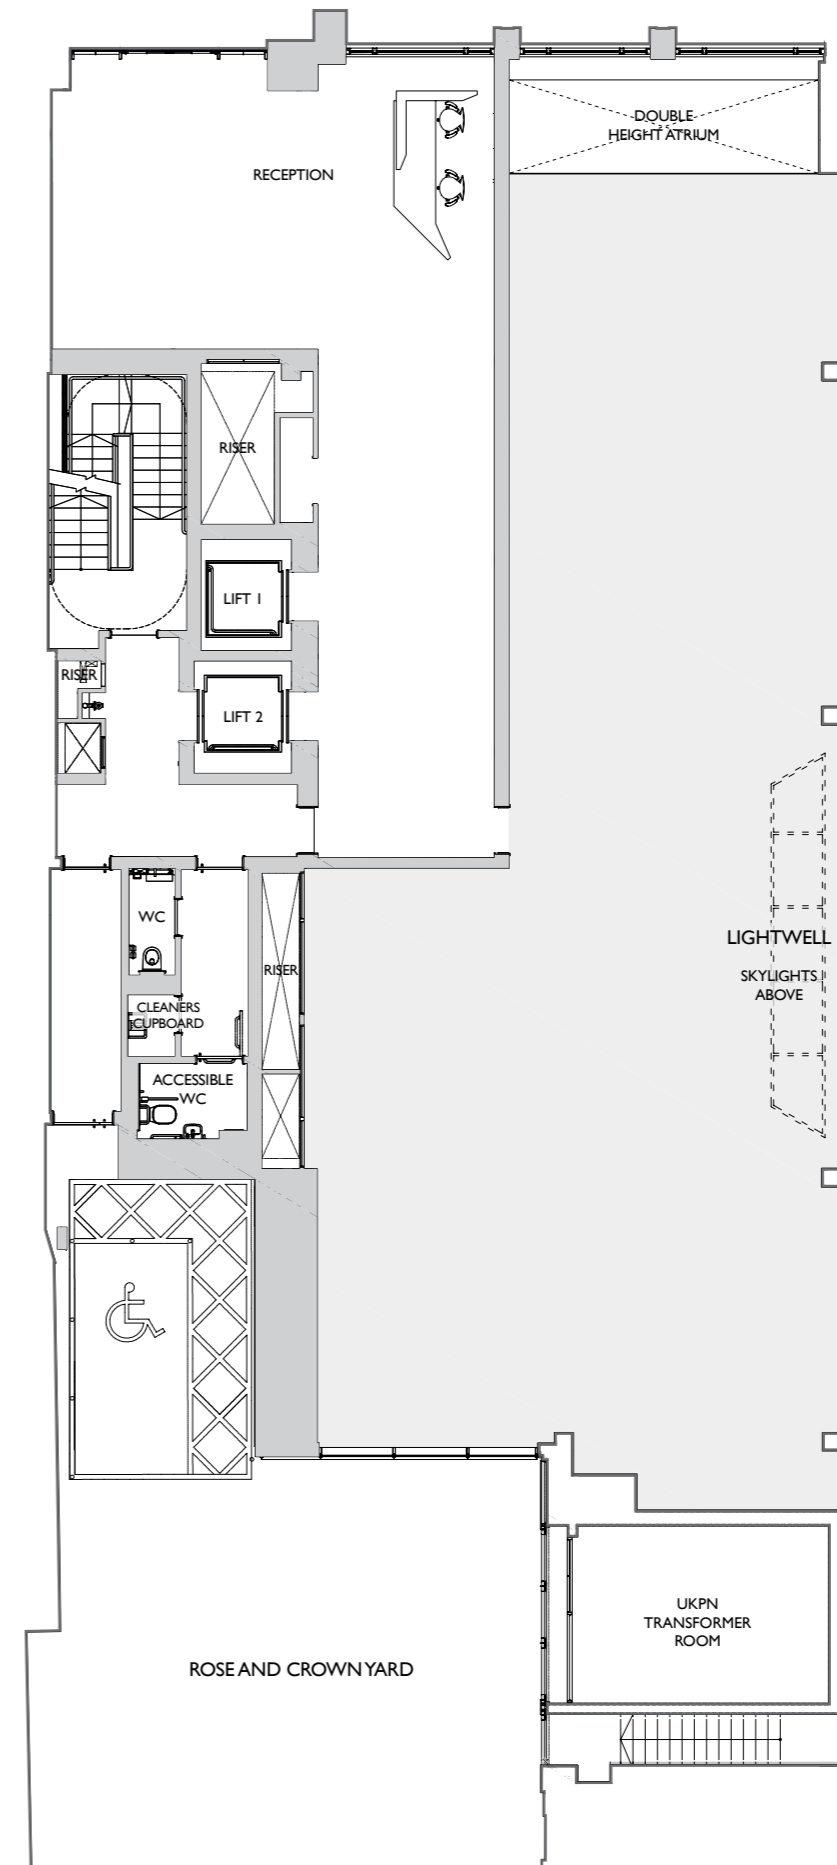 DOUBLE
HEIGHT ATRIUM
RECEPTION
RISER
LIFT 1
RISER
LIFT 2
WC
LIGHTWELL
RISER
SKYLIGHTS
ABOVE
CLEANERS
CUPBOARD
ACCESSIBLE
WC
UKPN
TRANSFORMER
ROOM
ROSE AND CROWN YARD